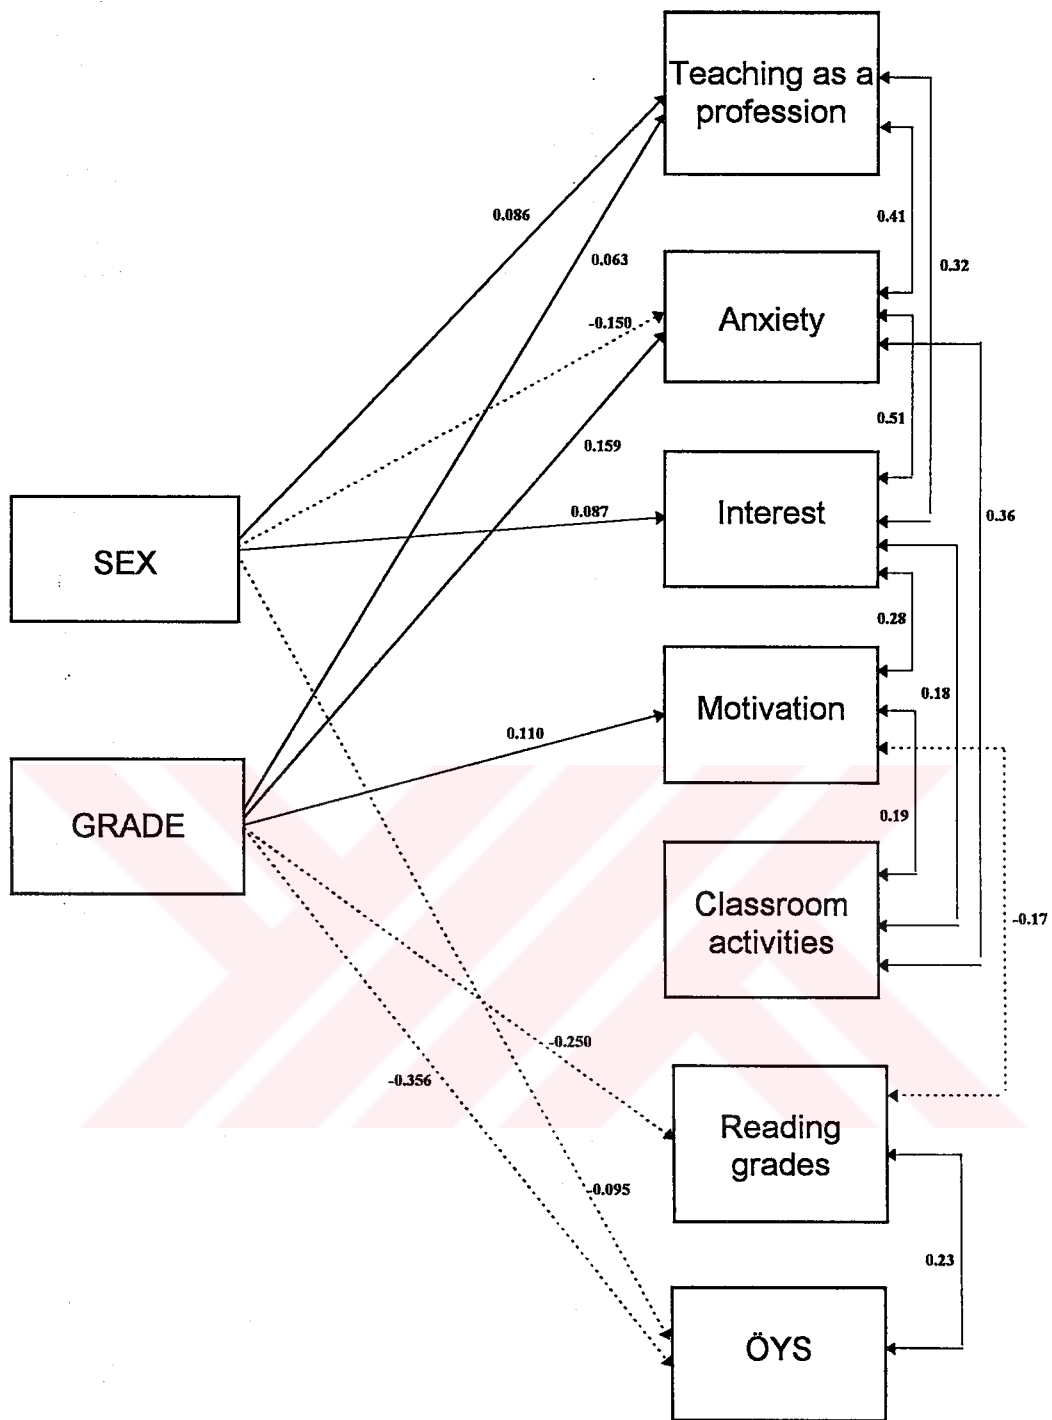 Teaching as a
profession
0.086
0.41
0.063
0.32
-0.150
Anxiety
0.159
0.51
0.087
Interest
0.36
SEX
0.28
Motivation
0.18
0.110
GRADE
0.19
Classroom
activities
-0.17
-0.250
-0.356
Reading
grades
-0.095
0.23
ÖYS